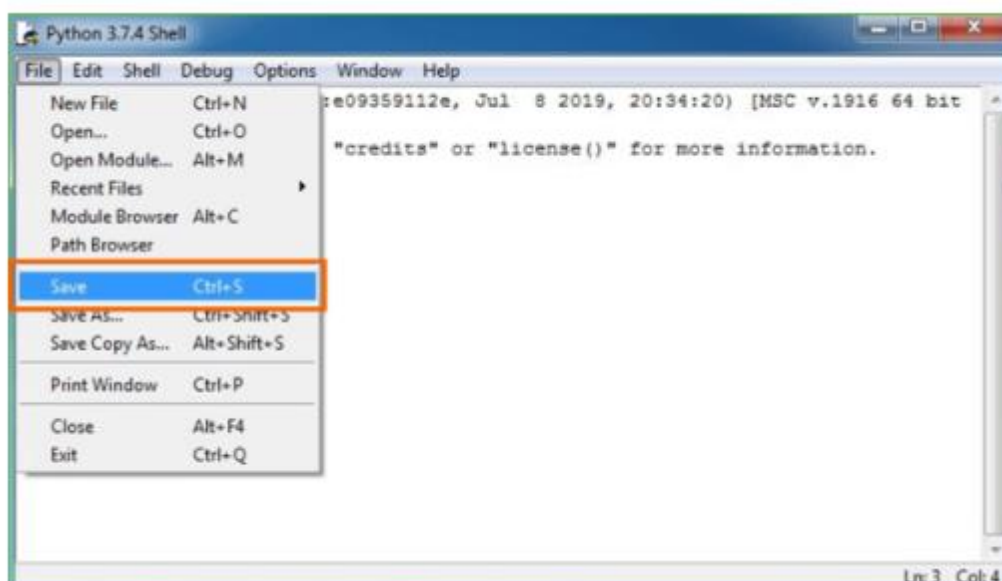 Python 3.7.4 Shell
File Edit Shell Debug Options Window Help
New File Ctrl+N
:e09359112e, Jul 8 2019, 20:34:20) [MSC v.1916 64 bit
Open... Ctrl+O
"credits" or "license()" for more information.
Open Module... Alt+M
Recent Files
Module Browser Alt+C
Path Browser
Save Ctrl+S
Save As... Ctrl+Shift+S
Save Copy As... Alt+Shift+S
Print Window Ctrl+P
Close Alt+F4
Exit Ctrl+Q
Ln: 3 Col: 4